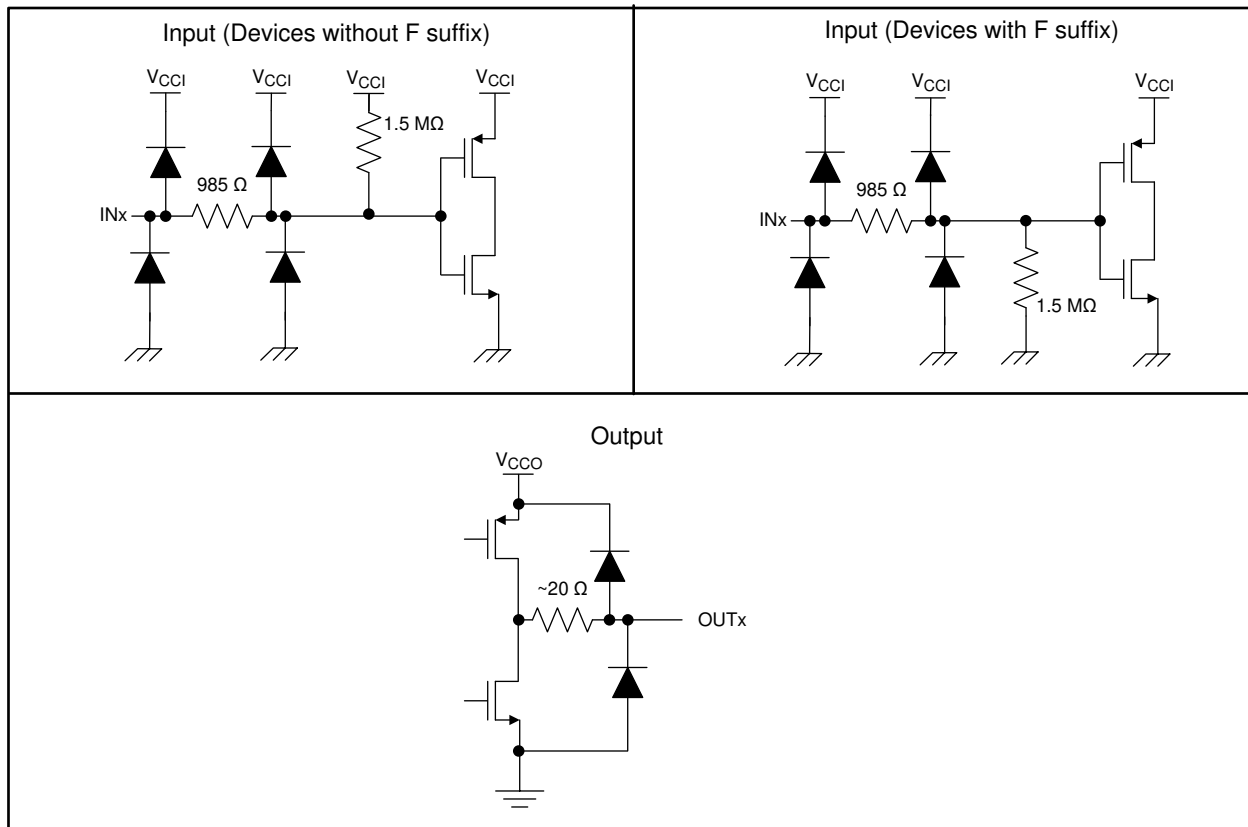 Input (Devices without F suffix)
VCCI VCCI VCCI VCCI
1.5 MΩ
985 Ω
INx
Input (Devices with F suffix)
VCCI VCCI VCCI
985 Ω
INx
1.5 MΩ
Output
VCCO
~20 Ω
OUTx